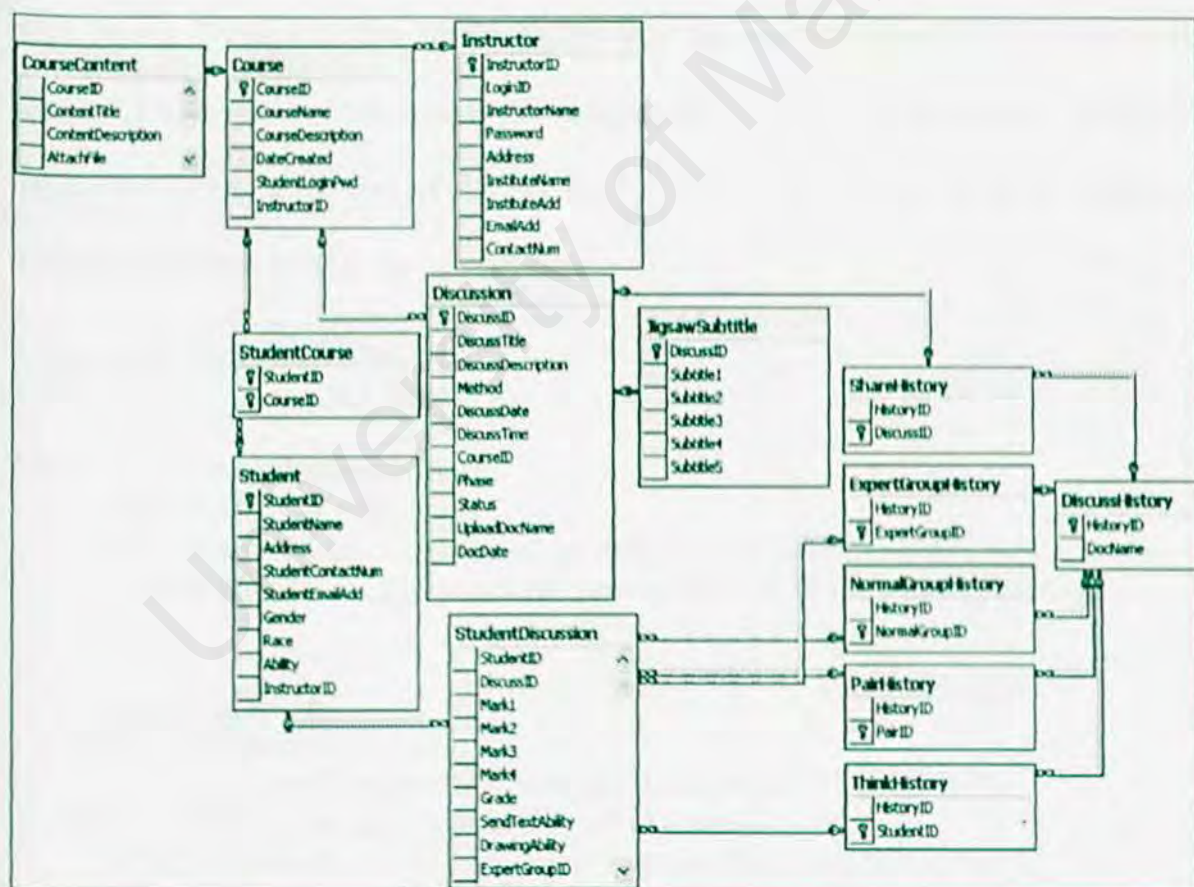 CourseContent
CourseID
ContentTitle
ContentDescription
AttachFile
Course
CourseID
CourseName
CourseDescription
DateCreated
StudentLoginPwd
InstructorID
Instructor
InstructorID
LoginID
InstructorName
Password
Address
InstituteName
InstituteAdd
EmailAdd
ContactNum
Discussion
DiscussID
DiscussTitle
DiscussDescription
Method
DiscussDate
DiscussTime
CourseID
Phase
Status
UploadDocName
DocDate
JigsawSubtitle
DiscussID
Subtitle1
Subtitle2
Subtitle3
Subtitle4
Subtitle5
StudentCourse
StudentID
CourseID
Student
StudentID
StudentName
Address
StudentContactNum
StudentEmailAdd
Gender
Race
Ability
InstructorID
StudentDiscussion
StudentID
DiscussID
Mark1
Mark2
Mark3
Mark4
Grade
SendTextAbility
DrawingAbility
ExpertGroupID
ShareHistory
HistoryID
DiscussID
ExpertGroupHistory
HistoryID
ExpertGroupID
NormalGroupHistory
HistoryID
NormalGroupID
PairHistory
HistoryID
PairID
ThinkHistory
HistoryID
StudentID
DiscussHistory
HistoryID
DocName
University of Ma